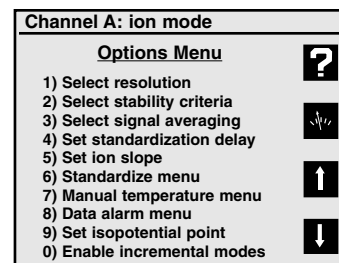 Channel A: ion mode
Options Menu
1) Select resolution
2) Select stability criteria
3) Select signal averaging
4) Set standardization delay
5) Set ion slope
6) Standardize menu
7) Manual temperature menu
8) Data alarm menu
9) Set isopotential point
0) Enable incremental modes
?